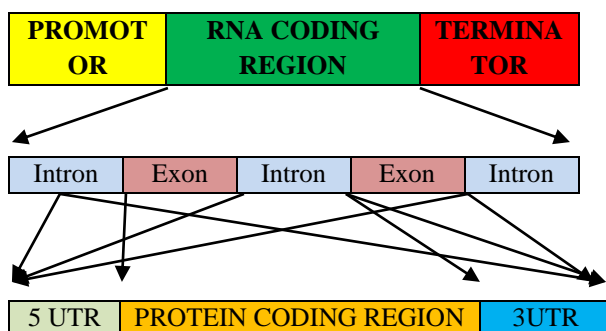 PROMOT RNA CODING TERMINA
OR REGION TOR
Intron Exon Intron Exon Intron
5 UTR PROTEIN CODING REGION 3UTR